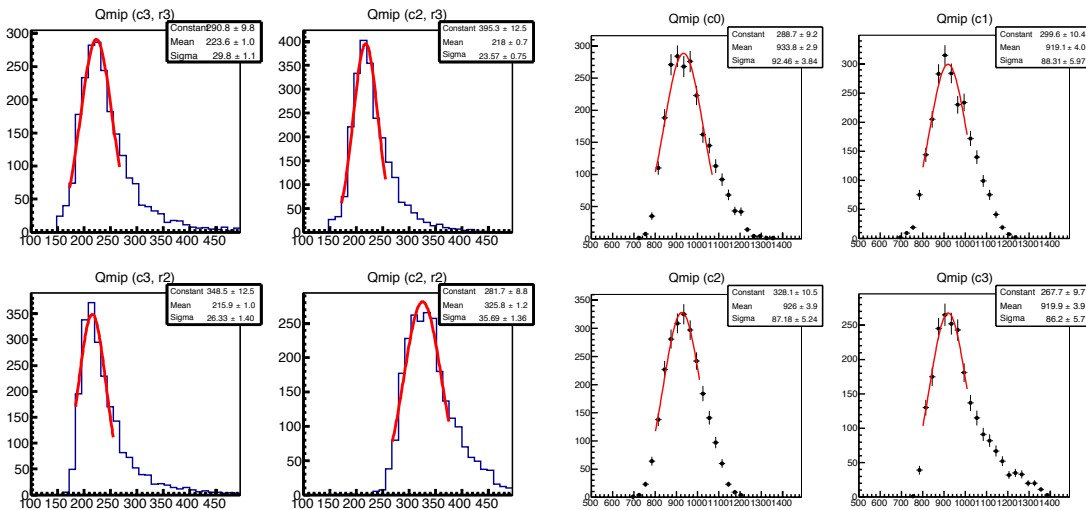 Qmip (c3, r3)
Constant 290.8 ± 9.8
Mean 223.6 ± 1.0
Sigma 29.8 ± 1.1
300
250
200
150
100
50
0
100 150 200 250 300 350 400 450
Qmip (c2, r3)
Constant 395.3 ± 12.5
Mean 218 ± 0.7
Sigma 23.57 ± 0.75
400
350
300
250
200
150
100
50
0
100 150 200 250 300 350 400 450
Qmip (c0)
Constant 288.7 ± 9.2
Mean 933.8 ± 2.9
Sigma 92.46 ± 3.84
300
250
200
150
100
50
500 600 700 800 900 1000 1100 1200 1300 1400
Qmip (c1)
Constant 299.6 ± 10.4
Mean 919.1 ± 4.0
Sigma 88.31 ± 5.97
350
300
250
200
150
100
50
500 600 700 800 900 1000 1100 1200 1300 1400
Qmip (c3, r2)
Constant 348.5 ± 12.5
Mean 215.9 ± 1.0
Sigma 26.33 ± 1.40
350
300
250
200
150
100
50
0
100 150 200 250 300 350 400 450
Qmip (c2, r2)
Constant 281.7 ± 8.8
Mean 325.8 ± 1.2
Sigma 35.69 ± 1.36
250
200
150
100
50
0
100 150 200 250 300 350 400 450
Qmip (c2)
Constant 328.1 ± 10.5
Mean 926 ± 3.9
Sigma 87.18 ± 5.24
350
300
250
200
150
100
50
0
500 600 700 800 900 1000 1100 1200 1300 1400
Qmip (c3)
Constant 267.7 ± 9.7
Mean 919.9 ± 3.9
Sigma 86.2 ± 5.7
250
200
150
100
50
0
500 600 700 800 900 1000 1100 1200 1300 1400